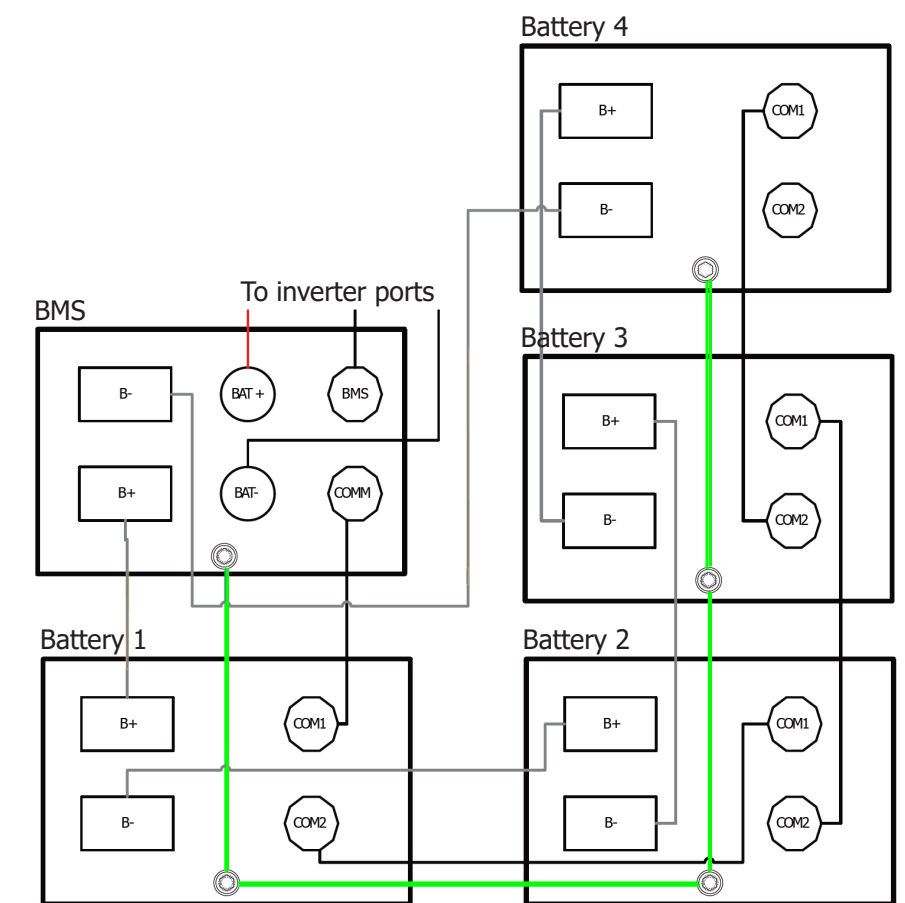 Battery 4
B+
COM1
B-
COM2
To inverter ports
BMS
B-
BAT +
BMS
B+
BAT-
COMM
Battery 3
B+
COM1
B-
COM2
Battery 1
B+
COM1
B-
COM2
Battery 2
B+
COM1
B-
COM2